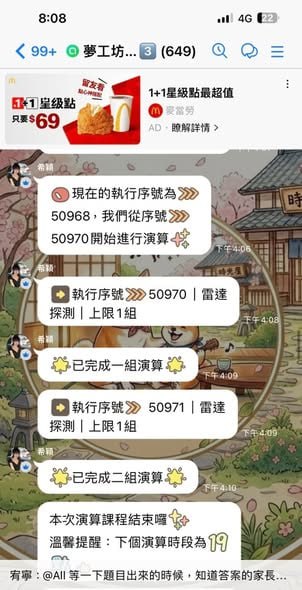 8:08
4G 22
99+ 夢工坊...3 (649)
留友看
1+1星級點
只要$69
1+1星級點最超值
麥當勞
AD・瞭解詳情 >
希穎
現在的執行序號為
50968，我們從序號
50970開始進行演算
下午4:06
希穎
執行序號 50970｜雷達
探測｜上限1組
下午4:08
希穎
已完成一組演算
下午4:09
執行序號 50971｜雷達
探測｜上限1組
下午4:09
希穎
已完成二組演算
下午4:10
本次演算課程結束囉
溫馨提醒：下個演算時段為19
宥寧：@All 等一下題目出來的時候，知道答案的家長...